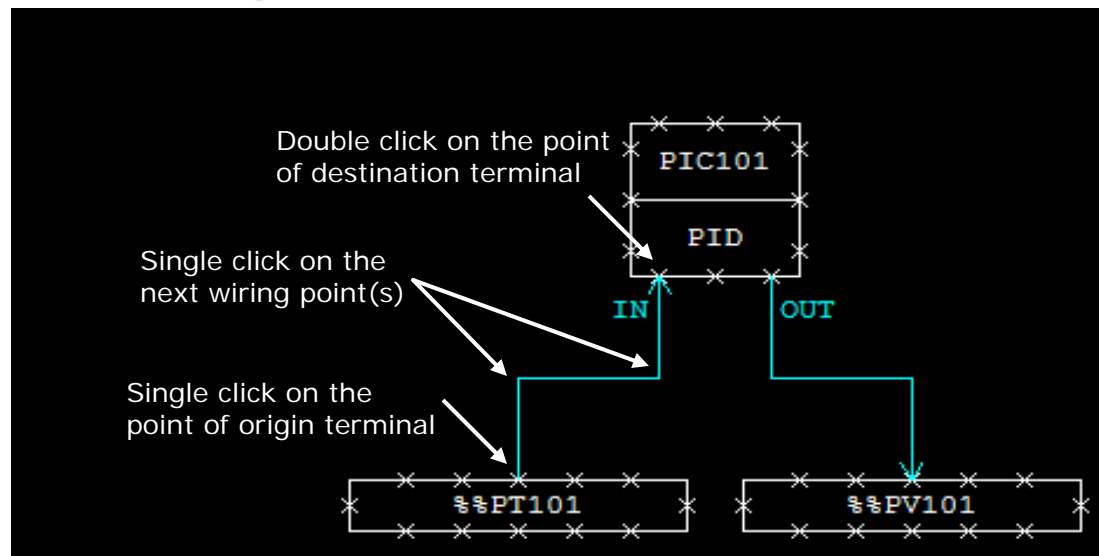 Double click on the point
of destination terminal
PIC101
PID
Single click on the
next wiring point(s)
IN
OUT
Single click on the
point of origin terminal
%%PT101
%%PV101